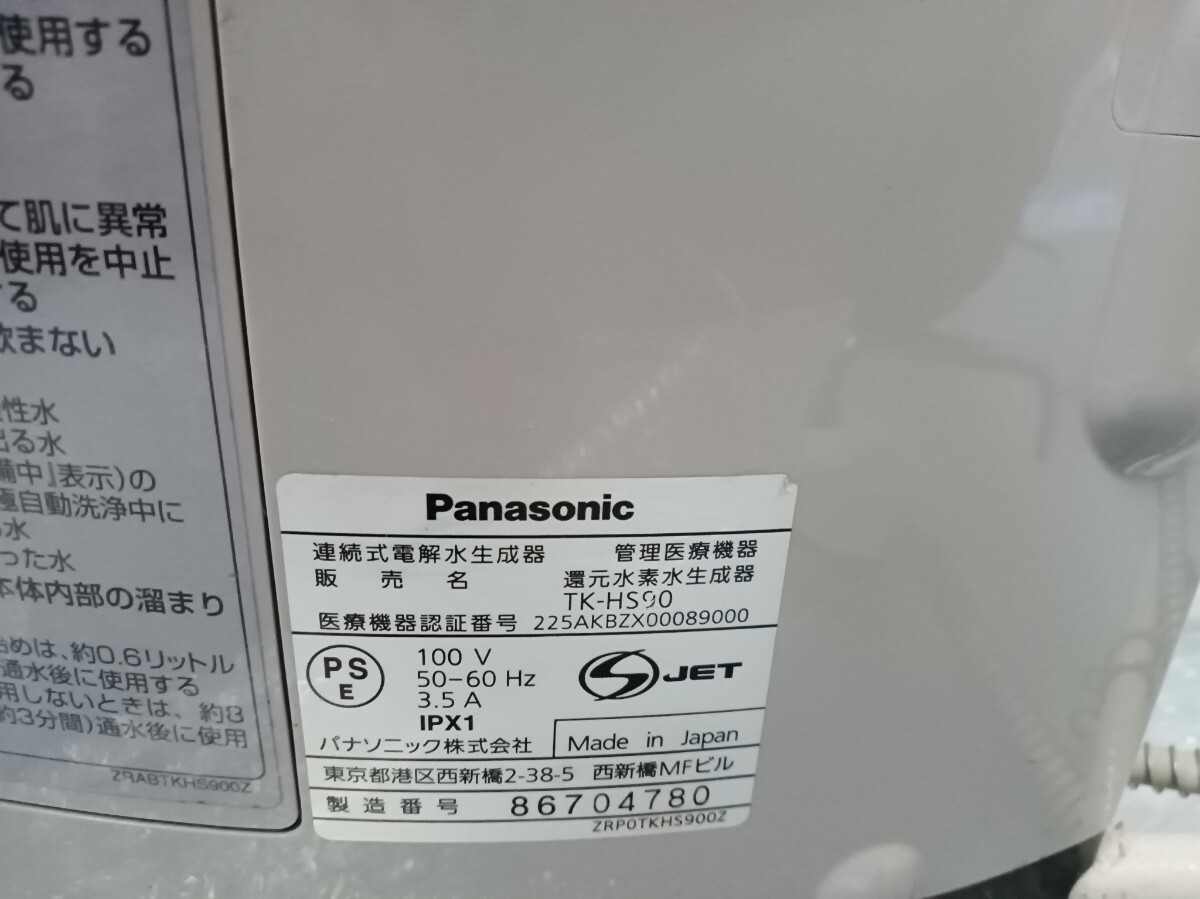 使用する
る
て肌に異常
使用を中止
する
飲まない
性水
出る水
備中』表示)の
極自動洗浄中に
水
った水
本体内部の溜まり
始めは、約0.6リットル
通水後に使用する
用しないときは、約8
約3分間)通水後に使用
ZRABTKHS900Z
Panasonic
連続式電解水生成器 管理医療機器
販売名 還元水素水生成器
TK-HS90
医療機器認証番号 225AKBZX00089000
PS
E
100 V
50-60 Hz
3.5 A
IPX1
JET
パナソニック株式会社 Made in Japan
東京都港区西新橋2-38-5 西新橋MFビル
製造番号 86704780
ZRP0TKHS900Z